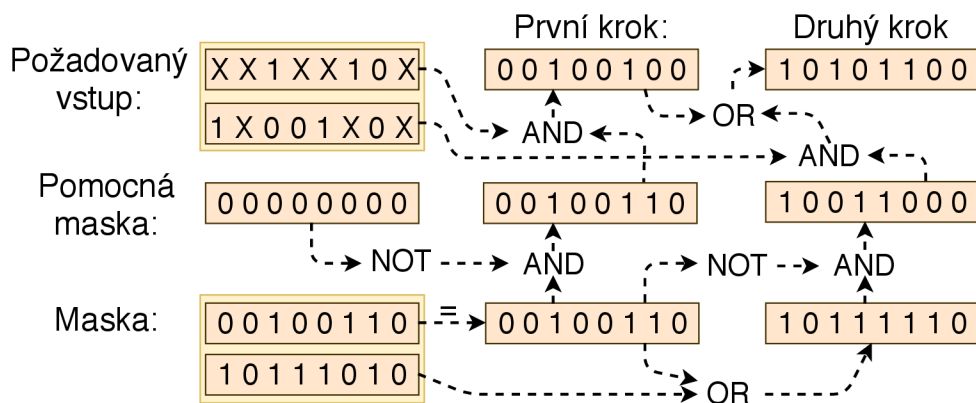 První krok:
Druhý krok
Požadovaný
vstup:
X X 1 X X 1 0 X
0 0 1 0 0 1 0 0
1 0 1 0 1 1 0 0
1 X 0 0 1 X 0 X
AND
OR
AND
Pomocná
maska:
0 0 0 0 0 0 0 0
0 0 1 0 0 1 1 0
1 0 0 1 1 0 0 0
NOT
AND
NOT
AND
Maska:
0 0 1 0 0 1 1 0
=
0 0 1 0 0 1 1 0
1 0 1 1 1 1 1 0
1 0 1 1 1 0 1 0
OR